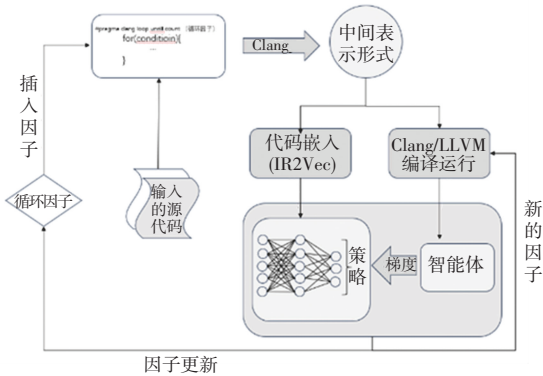 #pragma clang loop unroll_count（循环因子）
for(condition){
...
}
Clang
中间表
示形式
插入因子
代码嵌入
(IR2Vec)
Clang/LLVM
编译运行
输入
的源
代码
循环因子
新的因子
策略
梯度
智能体
因子更新